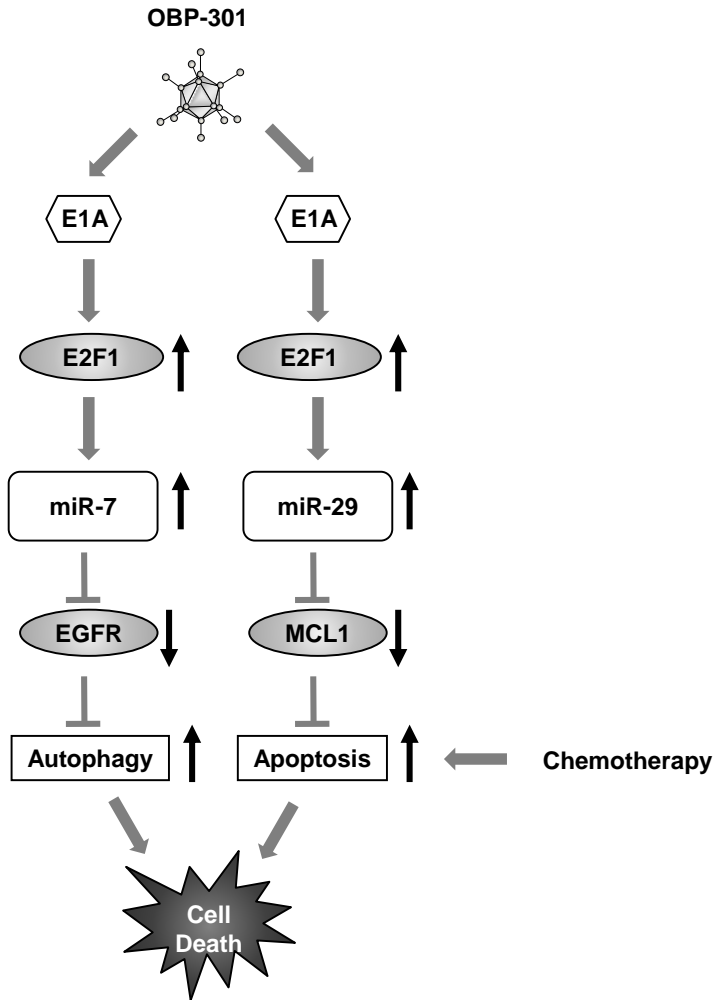 OBP-301
E1A
E1A
E2F1
E2F1
miR-7
miR-29
EGFR
MCL1
Autophagy
Apoptosis
Chemotherapy
Cell
Death